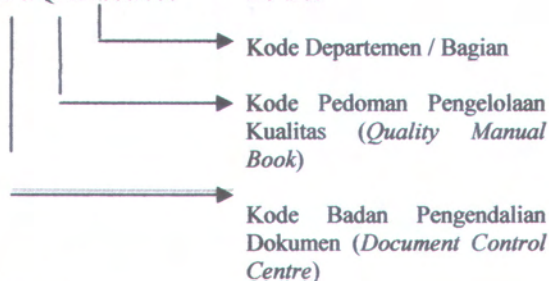 Kode Departemen / Bagian
Kode Pedoman Pengelolaan
Kualitas (Quality Manual
Book)
Kode Badan Pengendalian
Dokumen (Document Control
Centre)